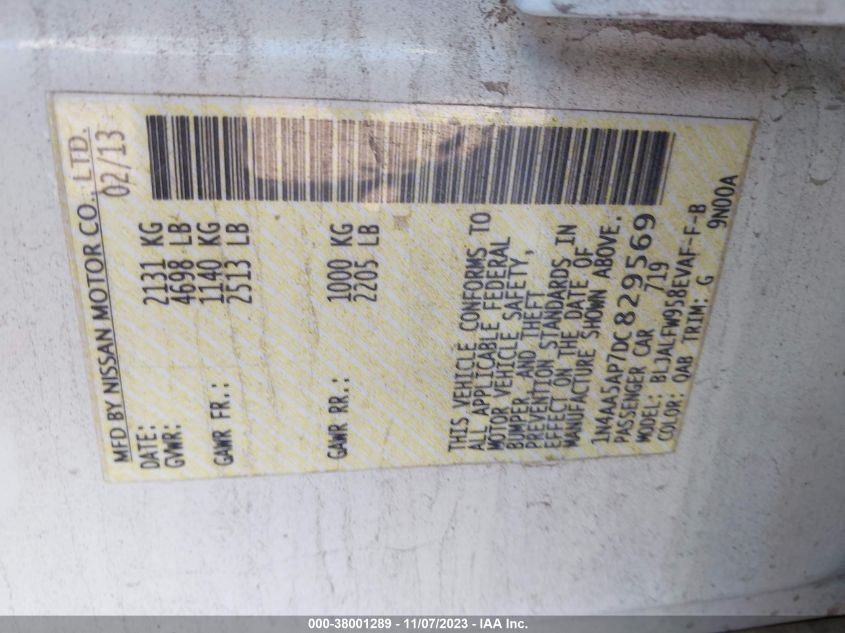 MFD BY NISSAN MOTOR CO., LTD.
DATE: 02/13
GVWR: 2131 KG
4698 LB
GAWR FR.: 1140 KG
2513 LB
GAWR RR.: 1000 KG
2205 LB
THIS VEHICLE CONFORMS TO
ALL APPLICABLE FEDERAL
MOTOR VEHICLE SAFETY,
BUMPER, AND THEFT
PREVENTION STANDARDS IN
EFFECT ON THE DATE OF
MANUFACTURE SHOWN ABOVE.
1N4AA5AP7DC829569
PASSENGER CAR 719
MODEL: BLJALFW958EVAF-F-B
COLOR: QAB TRIM: G 9N00A
000-38001289 - 11/07/2023 - IAA Inc.